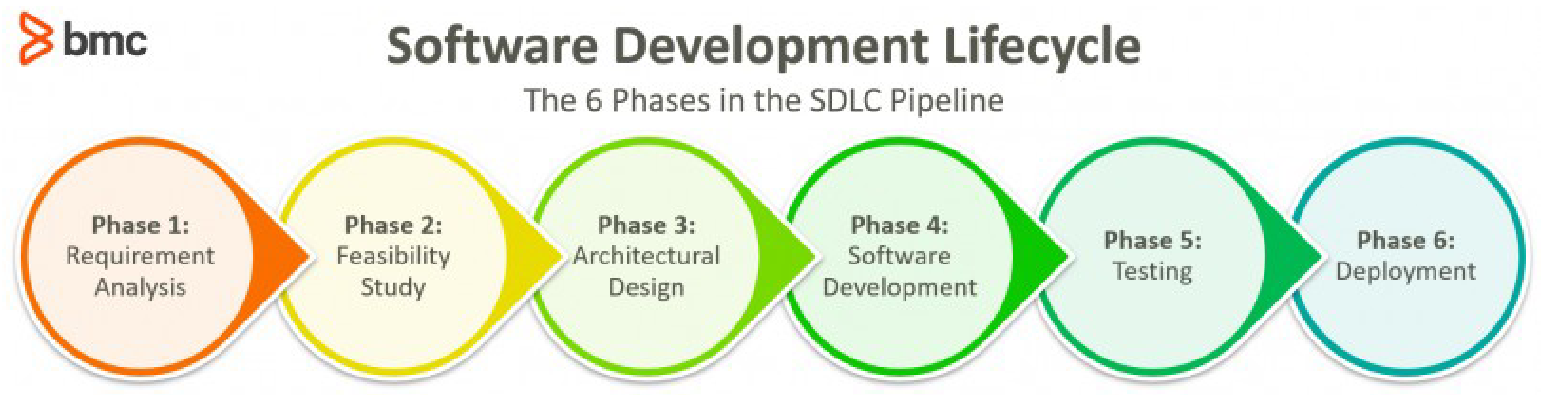 bmc
Software Development Lifecycle
The 6 Phases in the SDLC Pipeline
Phase 1:
Requirement
Analysis
Phase 2:
Feasibility
Study
Phase 3:
Architectural
Design
Phase 4:
Software
Development
Phase 5:
Testing
Phase 6:
Deployment